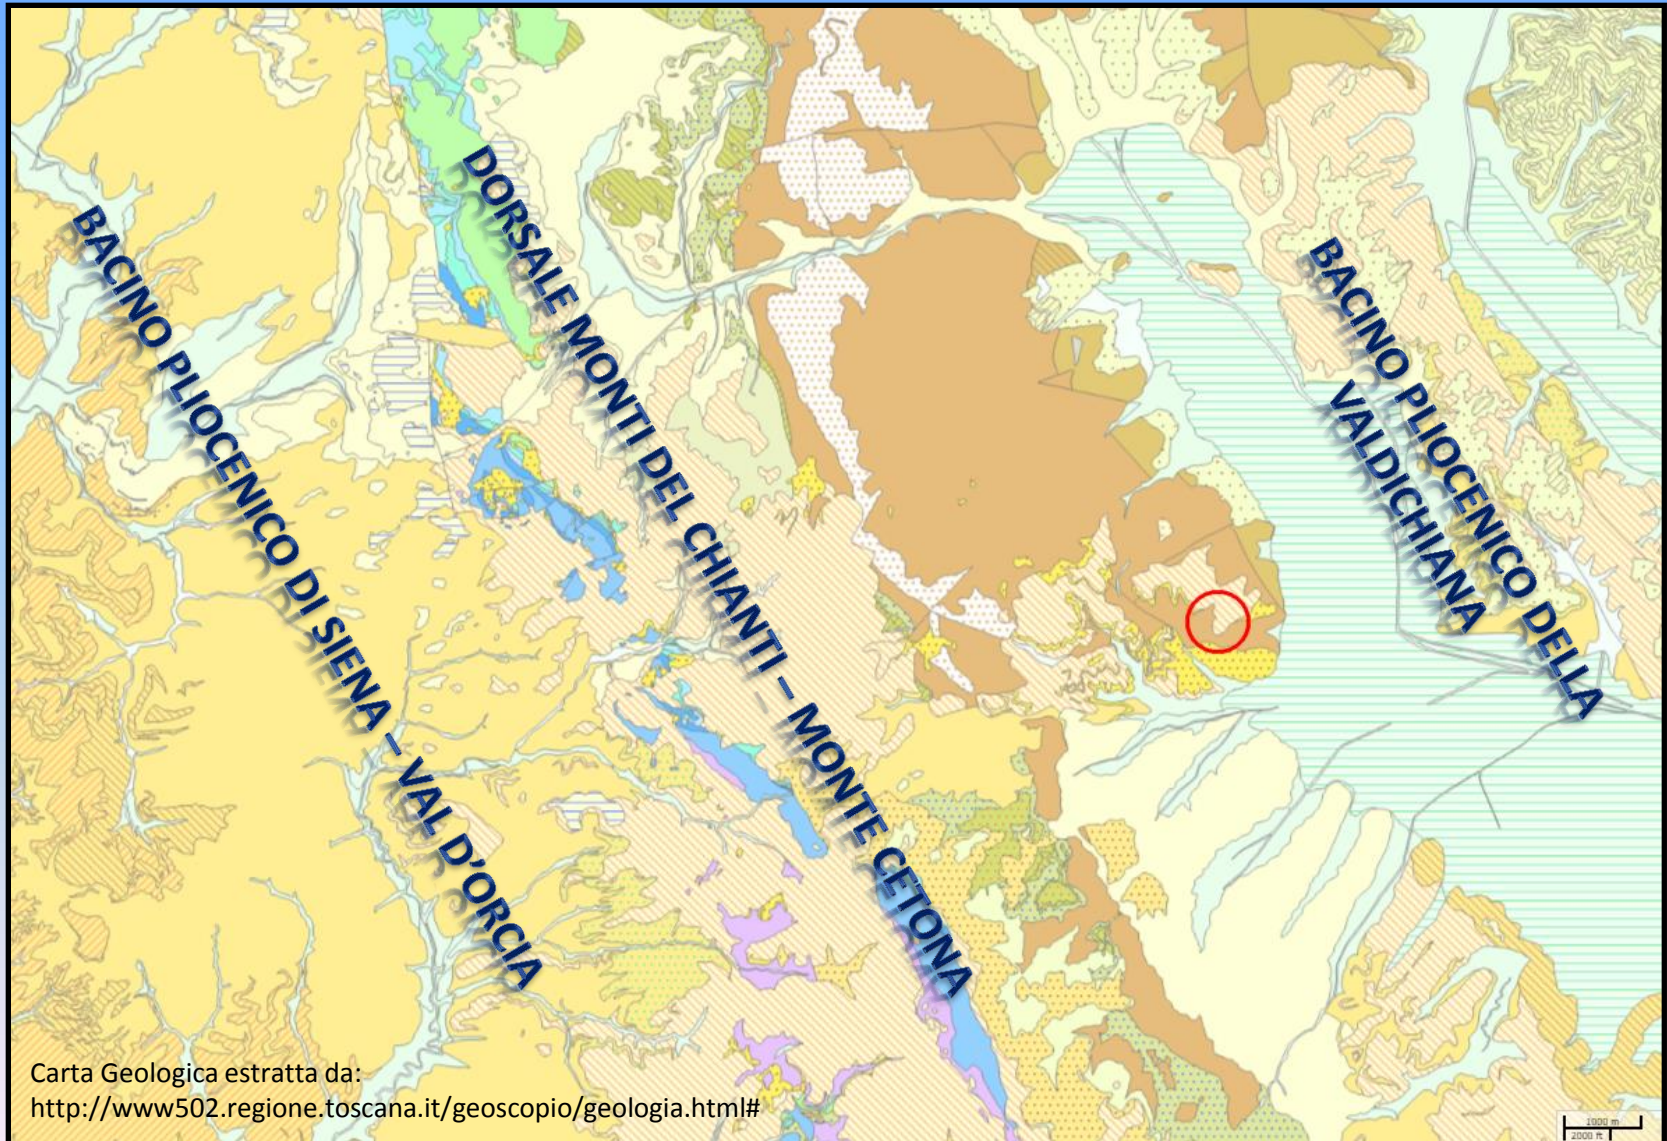 BACINO PLIOCENICO DI SIENA – VAL D'ORCIA
DORSALE MONTI DEL CHIANTI – MONTE CETONA
BACINO PLIOCENICO DELLA
VALDICHIANA
Carta Geologica estratta da:
http://www502.regione.toscana.it/geoscopio/geologia.html#
1000 m
2000 ft